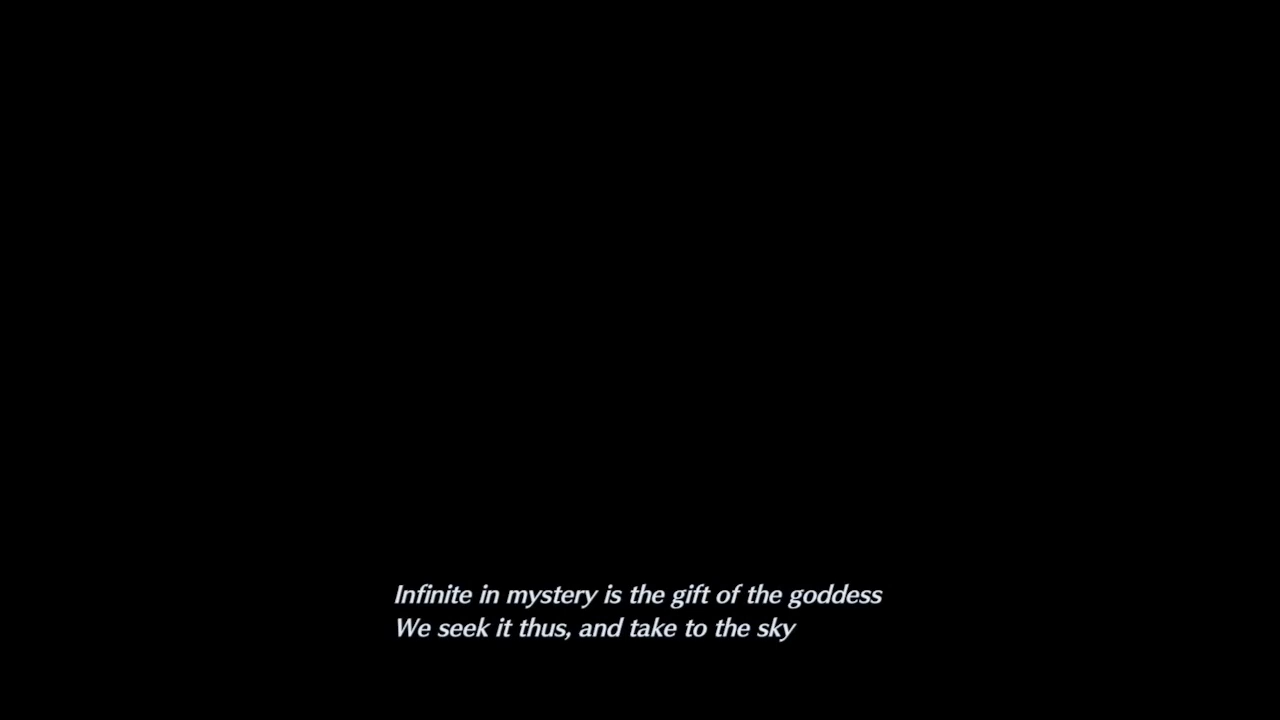 Infinite in mystery is the gift of the goddess
We seek it thus, and take to the sky